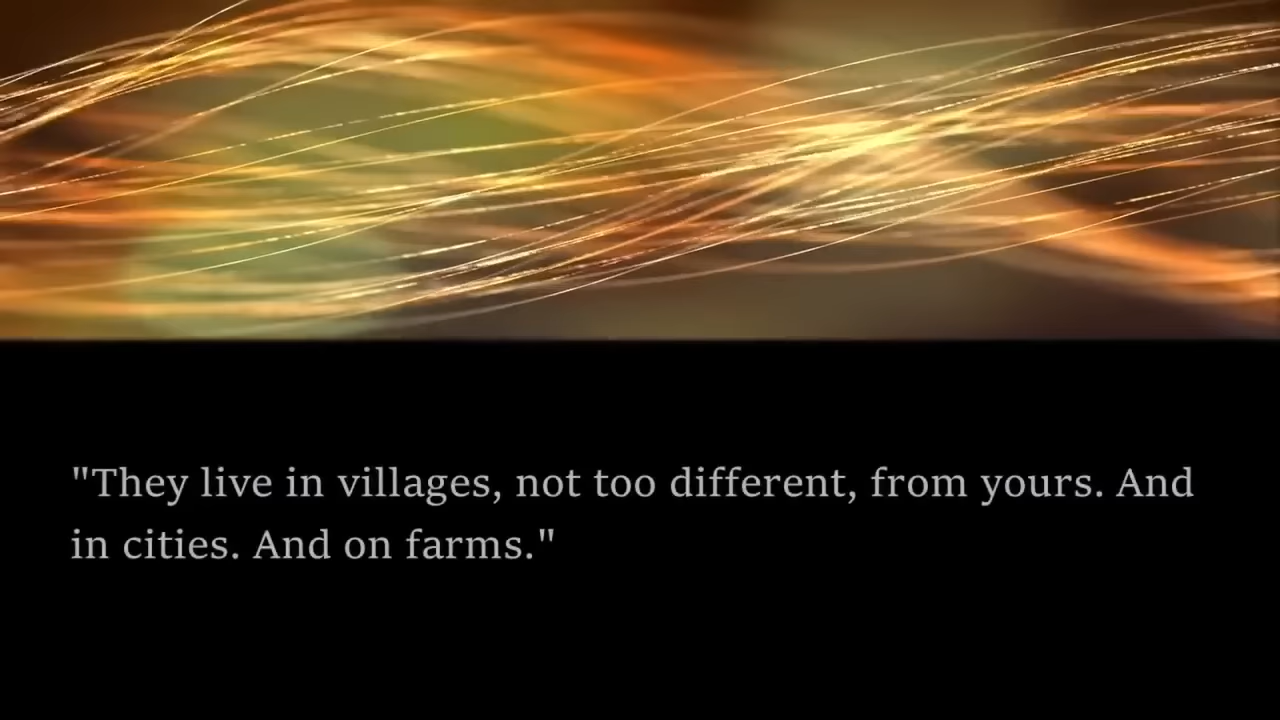 "They live in villages, not too different, from yours. And
in cities. And on farms."